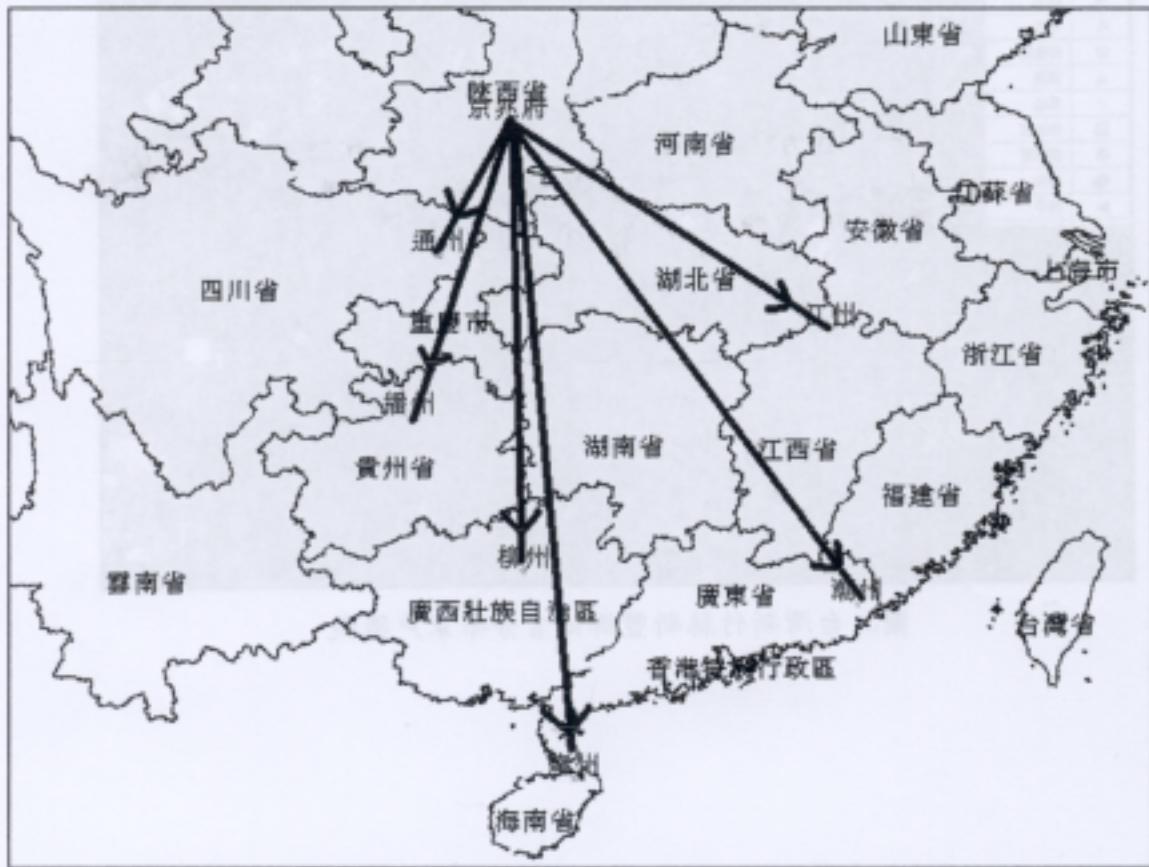 山東省
陝西省
京兆府
河南省
江蘇省
安徽省
通州
上海市
湖北省
四川省
江州
重慶市
浙江省
播州
湖南省
江西省
貴州省
福建省
柳州
雲南省
廣東省
潮州
廣西壯族自治區
台灣省
香港特別行政區
海南省